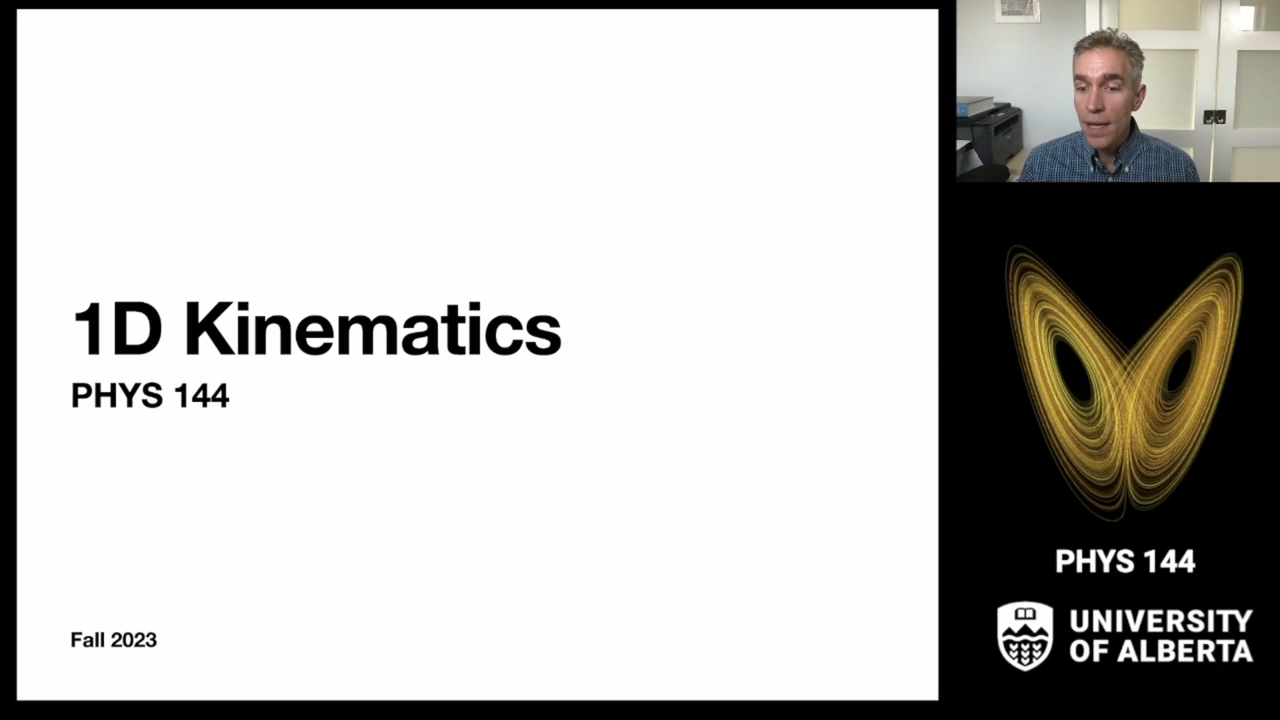 1D Kinematics
PHYS 144
Fall 2023
PHYS 144
UNIVERSITY
OF ALBERTA